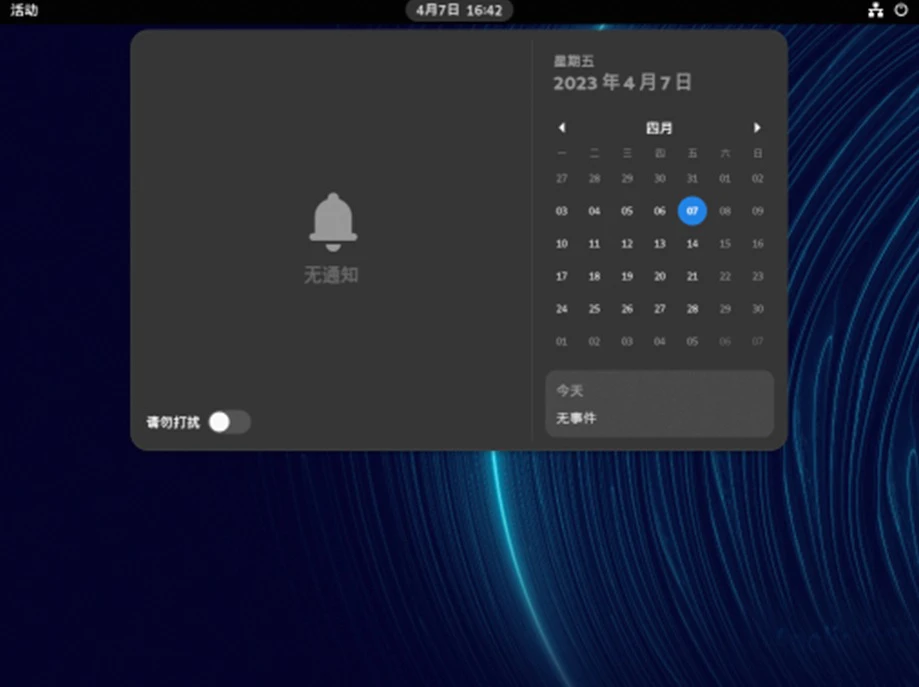 活动
4月7日 16:42
无通知
请勿打扰
星期五
2023 年 4 月 7 日
四月
一 二 三 四 五 六 日
27 28 29 30 31 01 02
03 04 05 06 07 08 09
10 11 12 13 14 15 16
17 18 19 20 21 22 23
24 25 26 27 28 29 30
01 02 03 04 05 06 07
今天
无事件